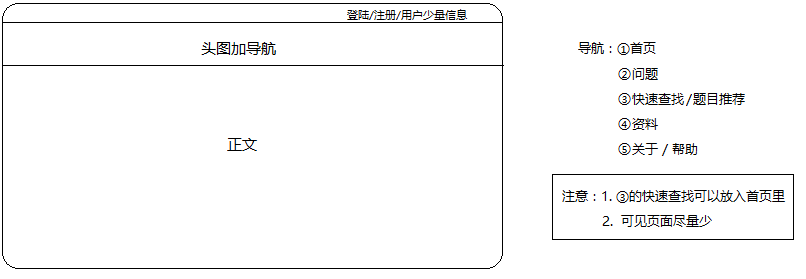 登陆/注册/用户少量信息
头图加导航
正文
导航：①首页
②问题
③快速查找/题目推荐
④资料
⑤关于 / 帮助
注意：1. ③的快速查找可以放入首页里
2. 可见页面尽量少